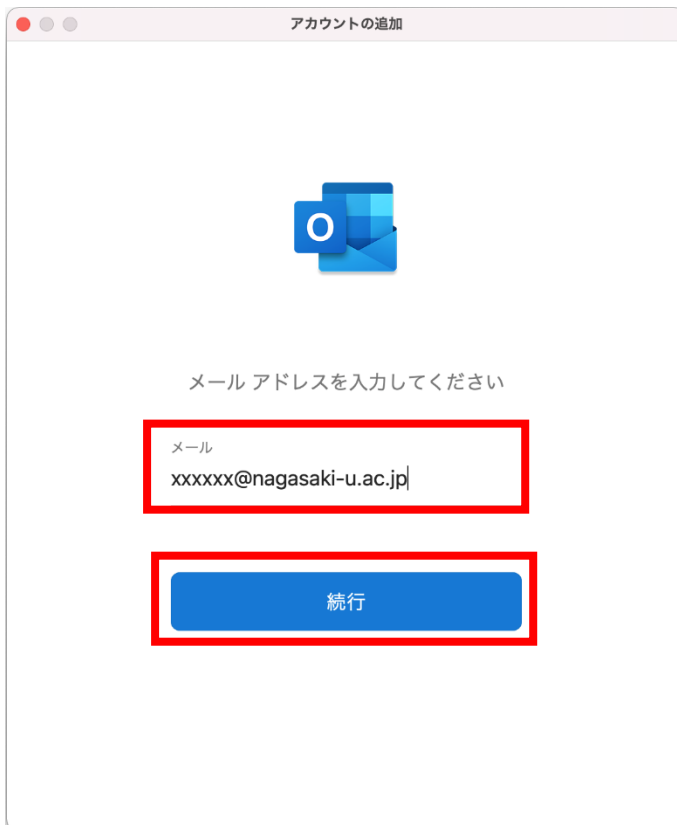 アカウントの追加
O
メール アドレスを入力してください
メール
xxxxxx@nagasaki-u.ac.jp
続行